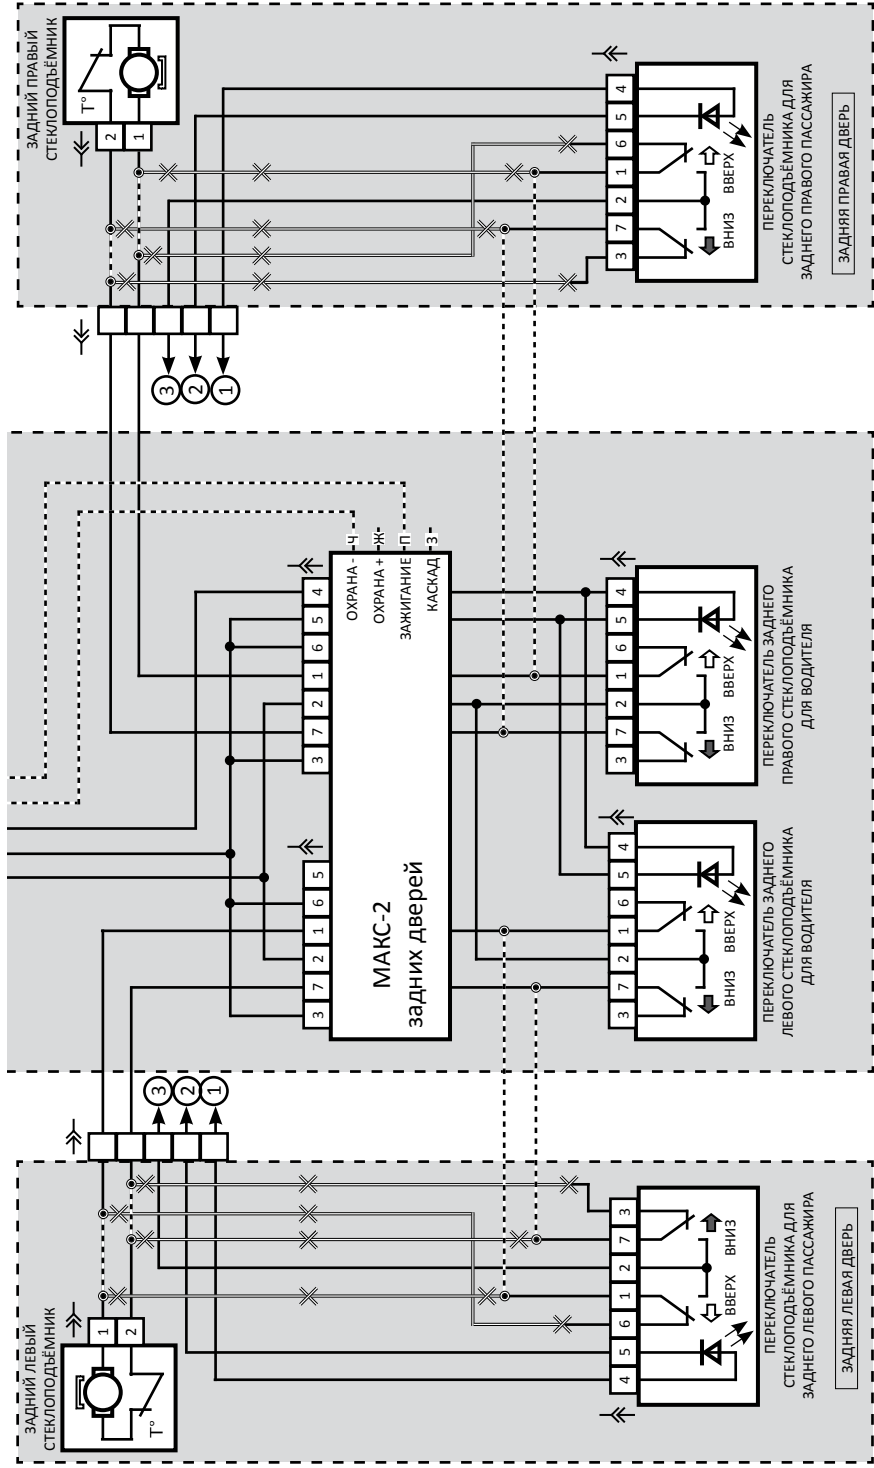 ЗАДНИЙ ЛЕВЫЙ
СТЕКЛОПОДЪЁМНИК
T°
1
2
3
2
1
ЗАДНИЙ ПРАВЫЙ
СТЕКЛОПОДЪЁМНИК
T°
2
1
3
2
1
3 7 2 1 6 5
3 7 2 1 6 5 4
МАКС-2
задних дверей
ОХРАНА - Ч
ОХРАНА + Ж
ЗАЖИГАНИЕ П
КАСКАД З
4 5 6 1 2 7 3
ВВЕРХ ВНИЗ
ПЕРЕКЛЮЧАТЕЛЬ
СТЕКЛОПОДЪЁМНИКА ДЛЯ
ЗАДНЕГО ЛЕВОГО ПАССАЖИРА
ЗАДНЯЯ ЛЕВАЯ ДВЕРЬ
3 7 2 1 6 5 4
ВНИЗ ВВЕРХ
ПЕРЕКЛЮЧАТЕЛЬ ЗАДНЕГО
ЛЕВОГО СТЕКЛОПОДЪЁМНИКА
ДЛЯ ВОДИТЕЛЯ
3 7 2 1 6 5 4
ВНИЗ ВВЕРХ
ПЕРЕКЛЮЧАТЕЛЬ ЗАДНЕГО
ПРАВОГО СТЕКЛОПОДЪЁМНИКА
ДЛЯ ВОДИТЕЛЯ
3 7 2 1 6 5 4
ВНИЗ ВВЕРХ
ПЕРЕКЛЮЧАТЕЛЬ
СТЕКЛОПОДЪЁМНИКА ДЛЯ
ЗАДНЕГО ПРАВОГО ПАССАЖИРА
ЗАДНЯЯ ПРАВАЯ ДВЕРЬ